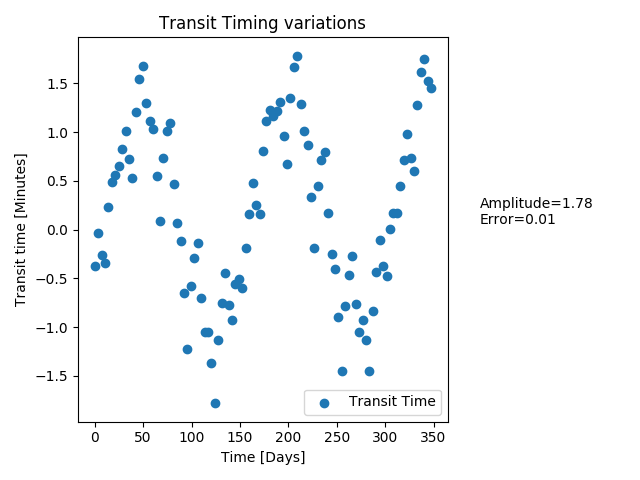 Transit Timing variations
Transit time [Minutes]
1.5
1.0
0.5
0.0
−0.5
−1.0
−1.5
Amplitude=1.78
Error=0.01
Transit Time
0 50 100 150 200 250 300 350
Time [Days]